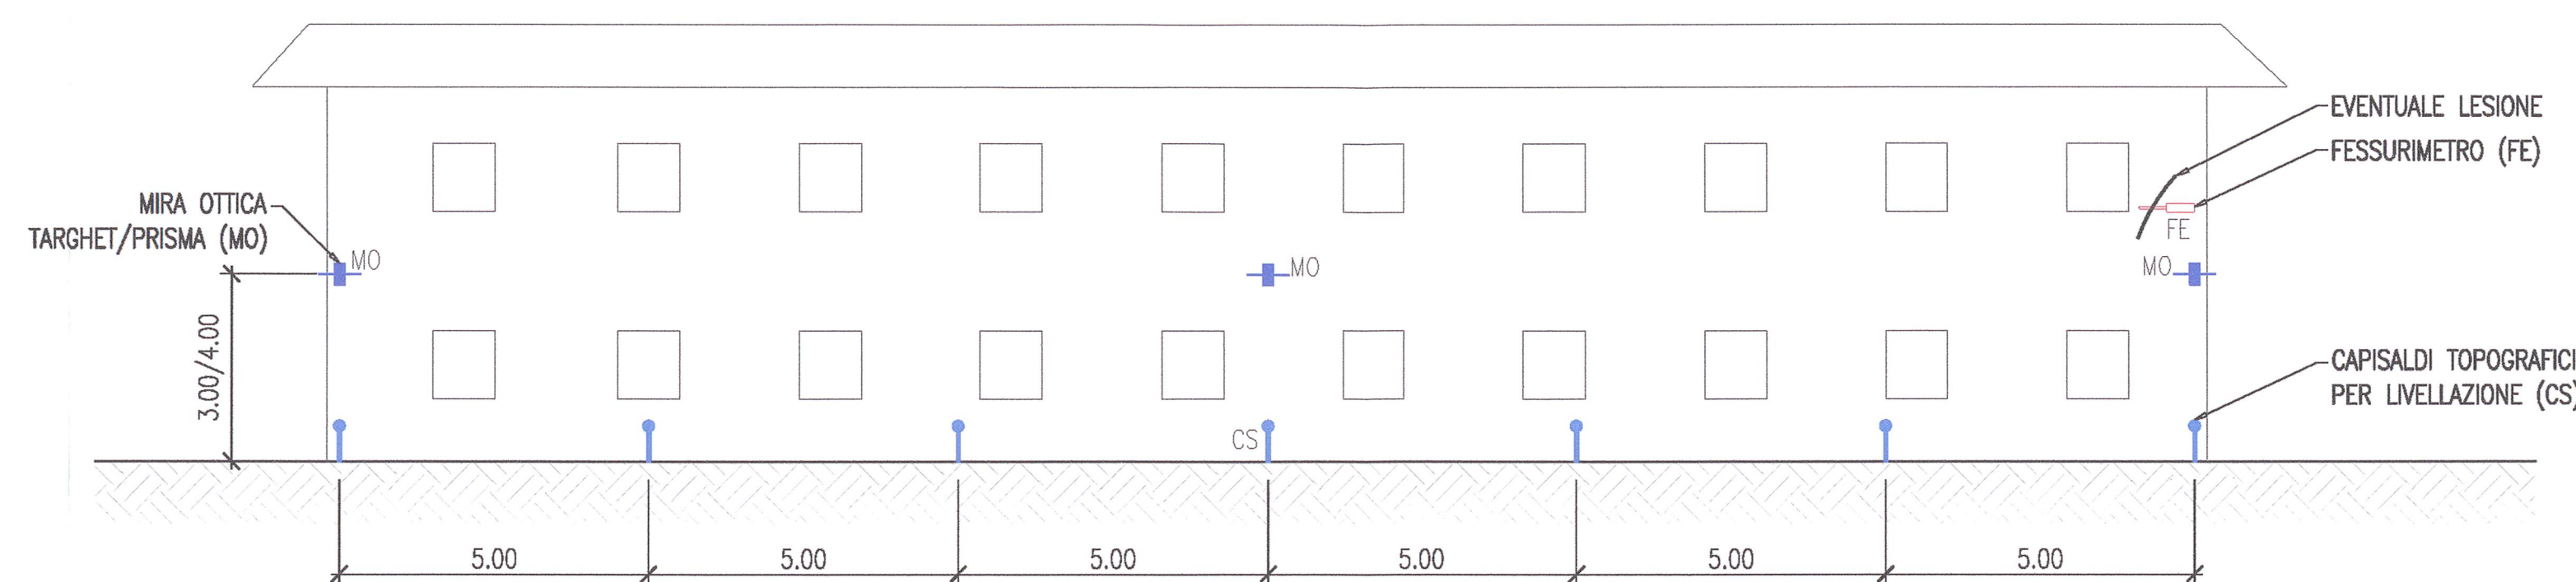 EVENTUALE LESIONE
FESSURIMETRO (FE)
MIRA OTTICA
TARGHET/PRISMA (MO)
FE
MO
MO
MO
3.00/4.00
CAPISALDI TOPOGRAFICI
PER LIVELLAZIONE (CS)
CS
5.00
5.00
5.00
5.00
5.00
5.00